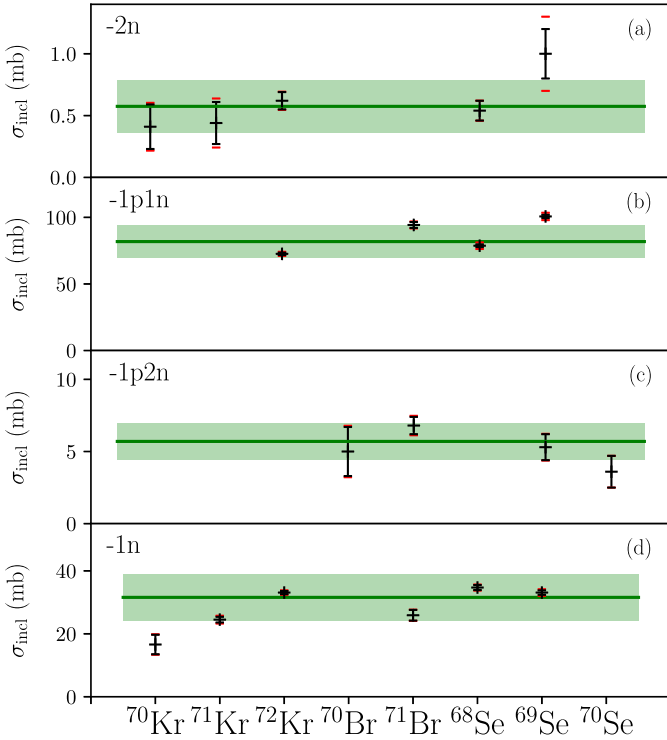 -2n
(a)
1.0
0.5
0.0
σincl (mb)
-1p1n
(b)
100
50
0
σincl (mb)
-1p2n
(c)
10
5
0
σincl (mb)
-1n
(d)
40
20
0
σincl (mb)
⁷⁰Kr ⁷¹Kr ⁷²Kr ⁷⁰Br ⁷¹Br ⁶⁸Se ⁶⁹Se ⁷⁰Se